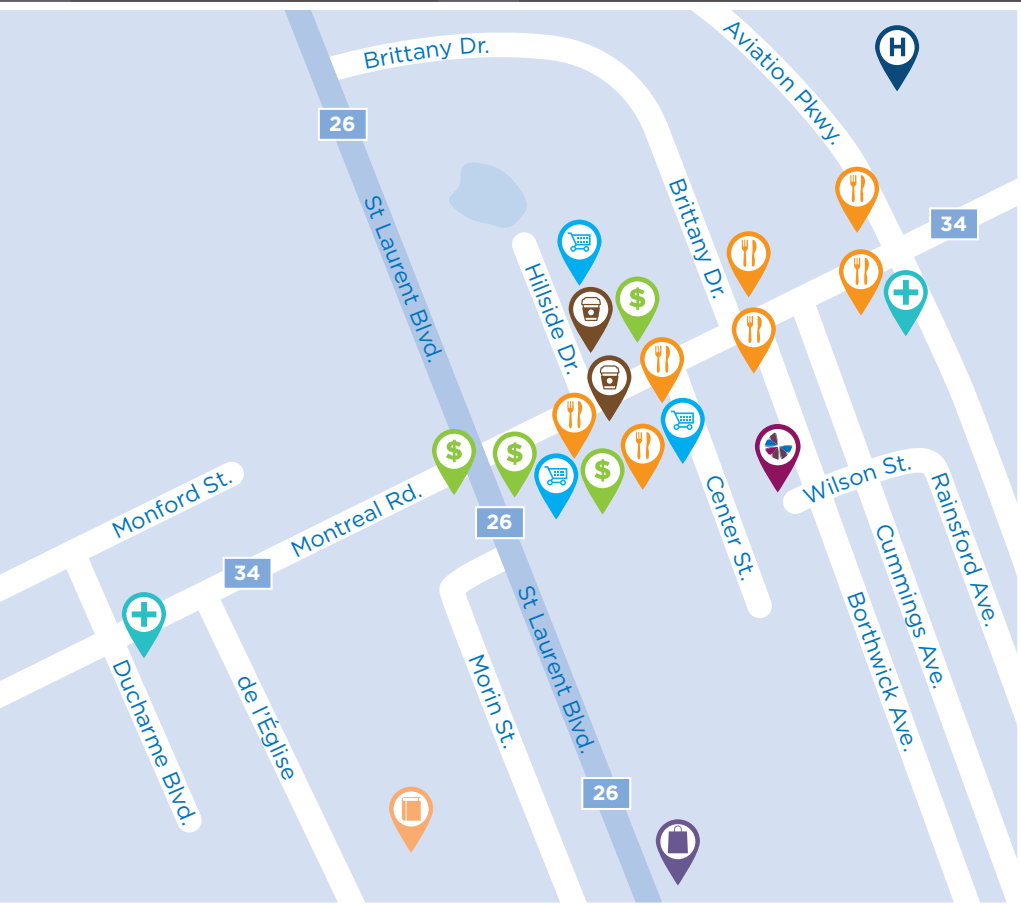 Brittany Dr.
Aviation Pkwy.
H
26
St Laurent Blvd.
Brittany Dr.
34
Hillside Dr.
$
$
$
$
Monford St.
Montreal Rd.
26
34
Center St.
Wilson St.
Rainsford Ave.
Cummings Ave.
Borthwick Ave.
St Laurent Blvd.
Morin St.
Ducharme Blvd.
de l'Église
26